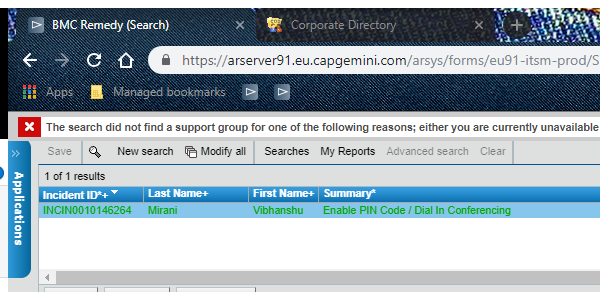 BMC Remedy (Search)
Corporate Directory
https://arserver91.eu.capgemini.com/arsys/forms/eu91-itsm-prod/S
Apps Managed bookmarks
The search did not find a support group for one of the following reasons; either you are currently unavailable
Save New search Modify all Searches My Reports Advanced search Clear
Applications
1 of 1 results
Incident ID*+ Last Name+ First Name+ Summary*
INCIN0010146264 Mirani Vibhanshu Enable PIN Code / Dial In Conferencing